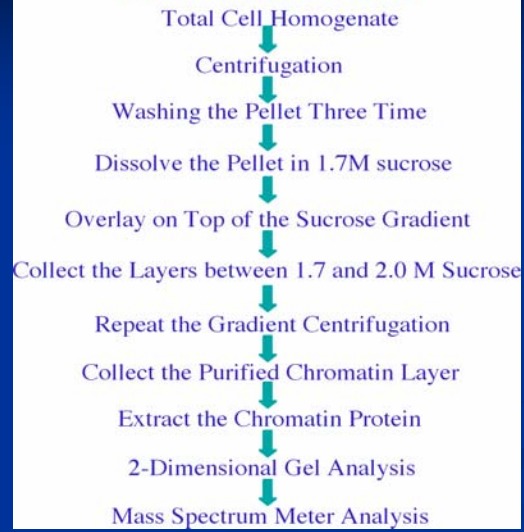 Total Cell Homogenate
Centrifugation
Washing the Pellet Three Time
Dissolve the Pellet in 1.7M sucrose
Overlay on Top of the Sucrose Gradient
Collect the Layers between 1.7 and 2.0 M Sucrose
Repeat the Gradient Centrifugation
Collect the Purified Chromatin Layer
Extract the Chromatin Protein
2-Dimensional Gel Analysis
Mass Spectrum Meter Analysis